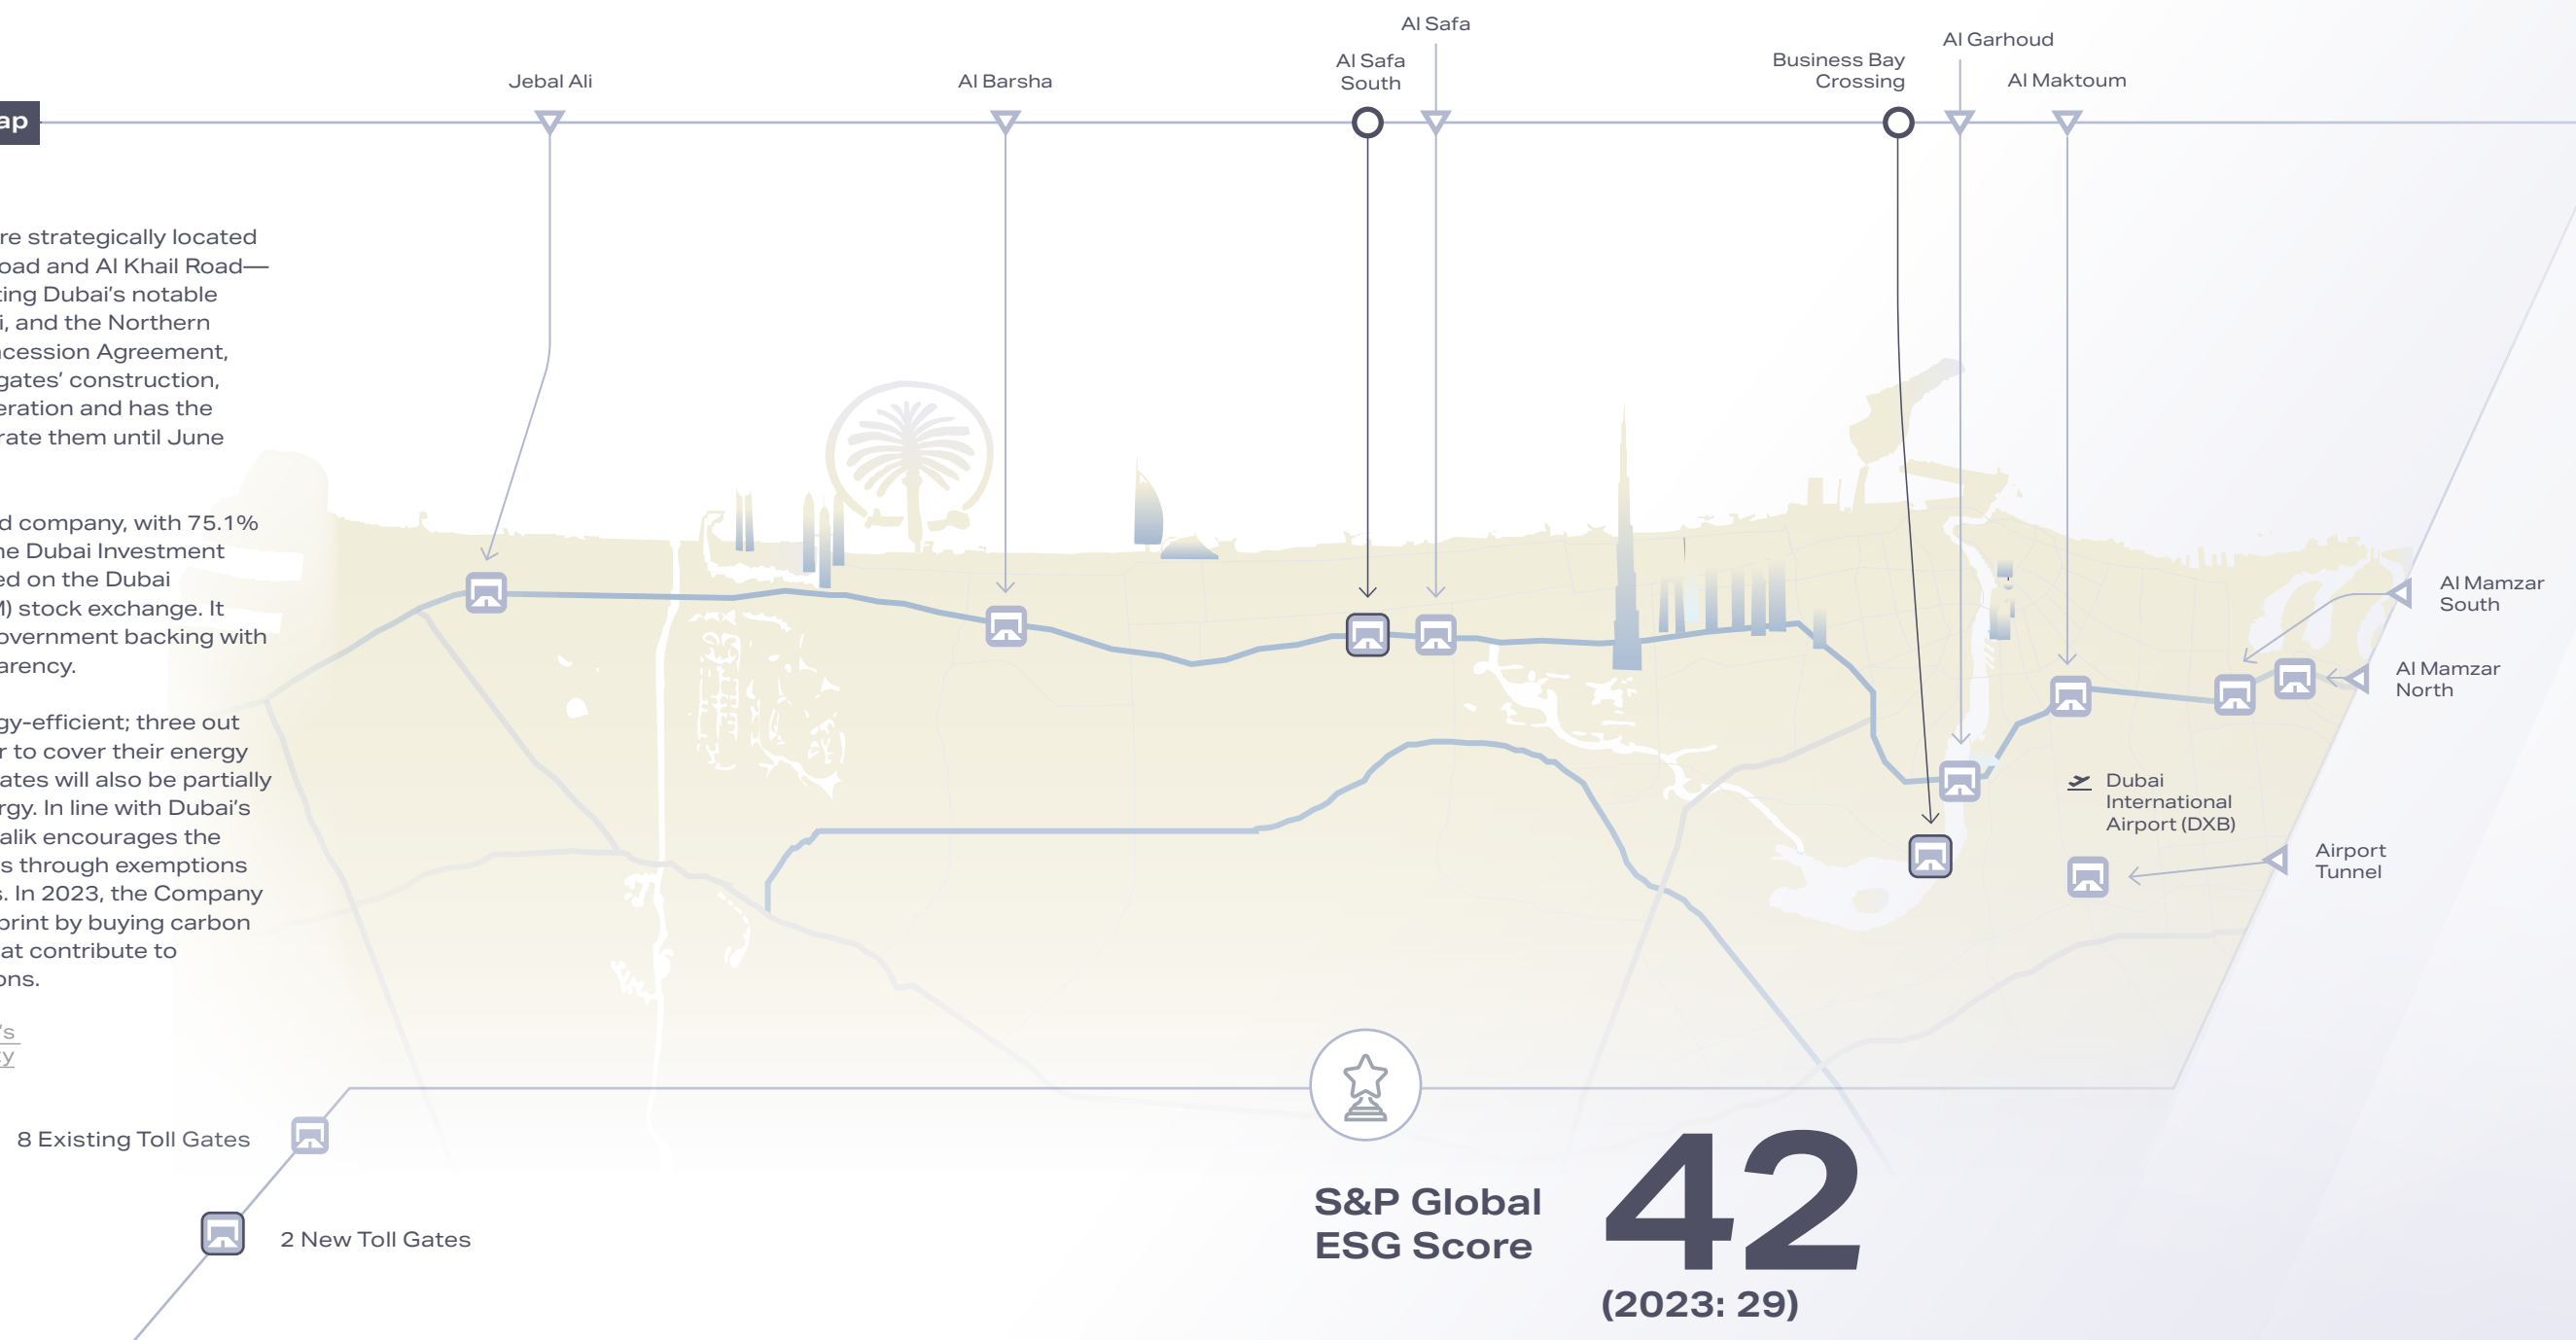 Al Safa
Al Garhoud
Jebal Ali
Al Barsha
Al Safa
South
Business Bay
Crossing
Al Maktoum
ap
re strategically located
oad and Al Khail Road—
ting Dubai's notable
i, and the Northern
ncession Agreement,
gates' construction,
eration and has the
rate them until June
d company, with 75.1%
he Dubai Investment
ed on the Dubai
M) stock exchange. It
overnment backing with
arency.
gy-efficient; three out
r to cover their energy
ates will also be partially
rgy. In line with Dubai's
alik encourages the
s through exemptions
s. In 2023, the Company
print by buying carbon
at contribute to
ons.
's
ty
Al Mamzar
South
Al Mamzar
North
Dubai
International
Airport (DXB)
Airport
Tunnel
8 Existing Toll Gates
2 New Toll Gates
S&P Global
ESG Score
42
(2023: 29)